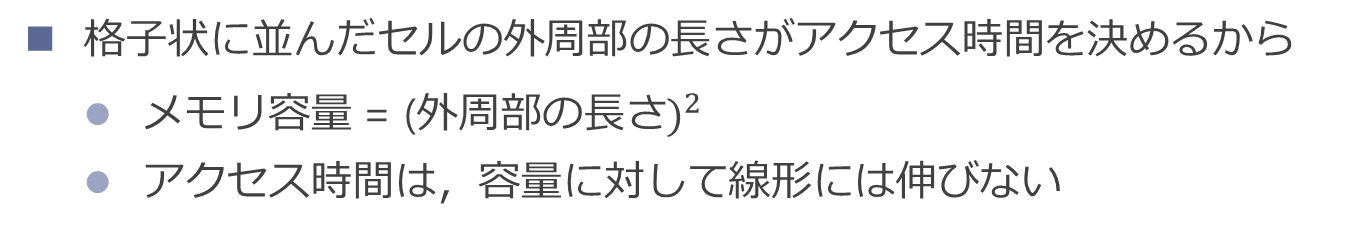 ■ 格子状に並んだセルの外周部の長さがアクセス時間を決めるから
● メモリ容量 = (外周部の長さ)²
● アクセス時間は，容量に対して線形には伸びない